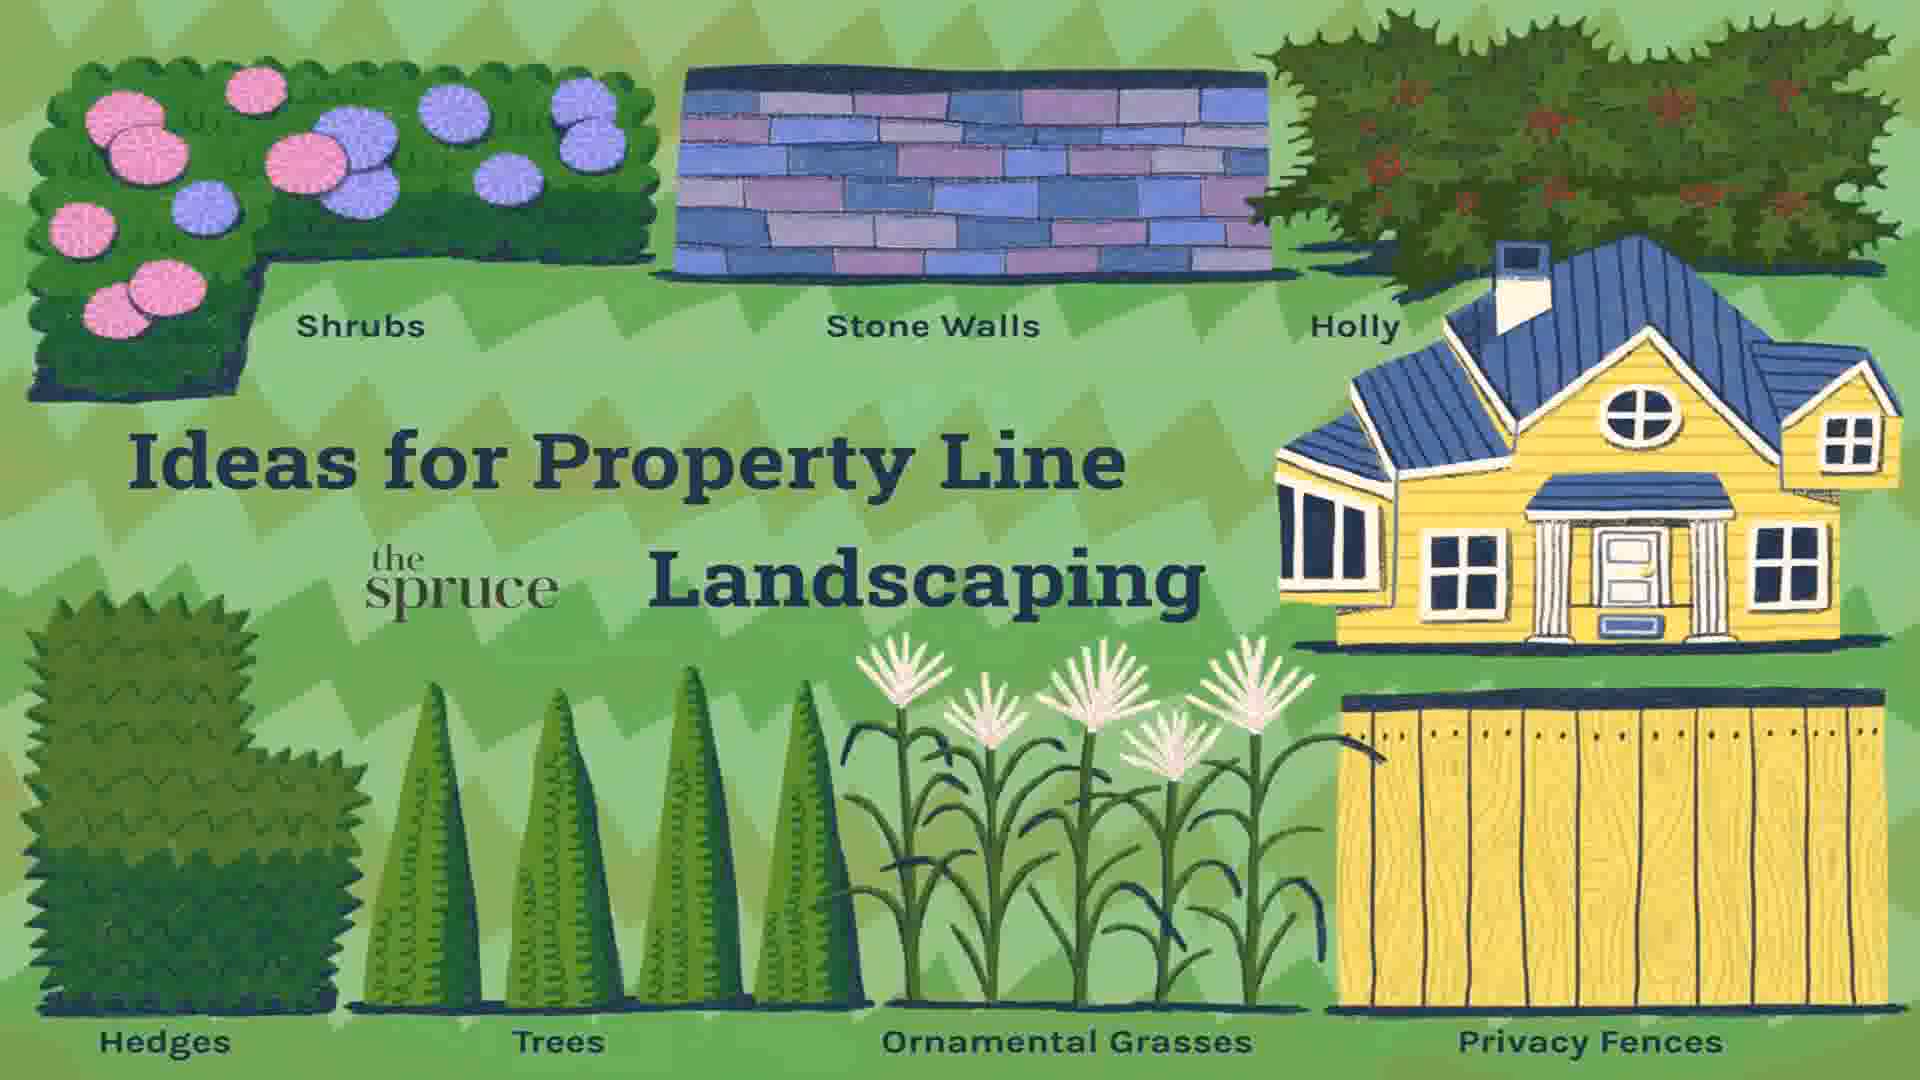 Shrubs
Stone Walls
Holly
Ideas for Property Line
the
spruce
Landscaping
Hedges
Trees
Ornamental Grasses
Privacy Fences